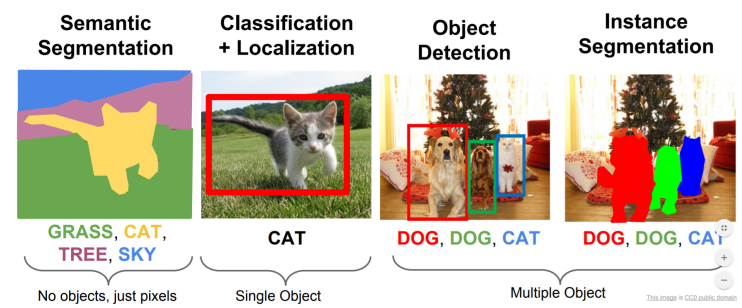 Semantic
Segmentation
Classification
+ Localization
Object
Detection
Instance
Segmentation
GRASS, CAT,
TREE, SKY
CAT
DOG, DOG, CAT
DOG, DOG, CAT
No objects, just pixels
Single Object
Multiple Object
This image is CC0 public domain